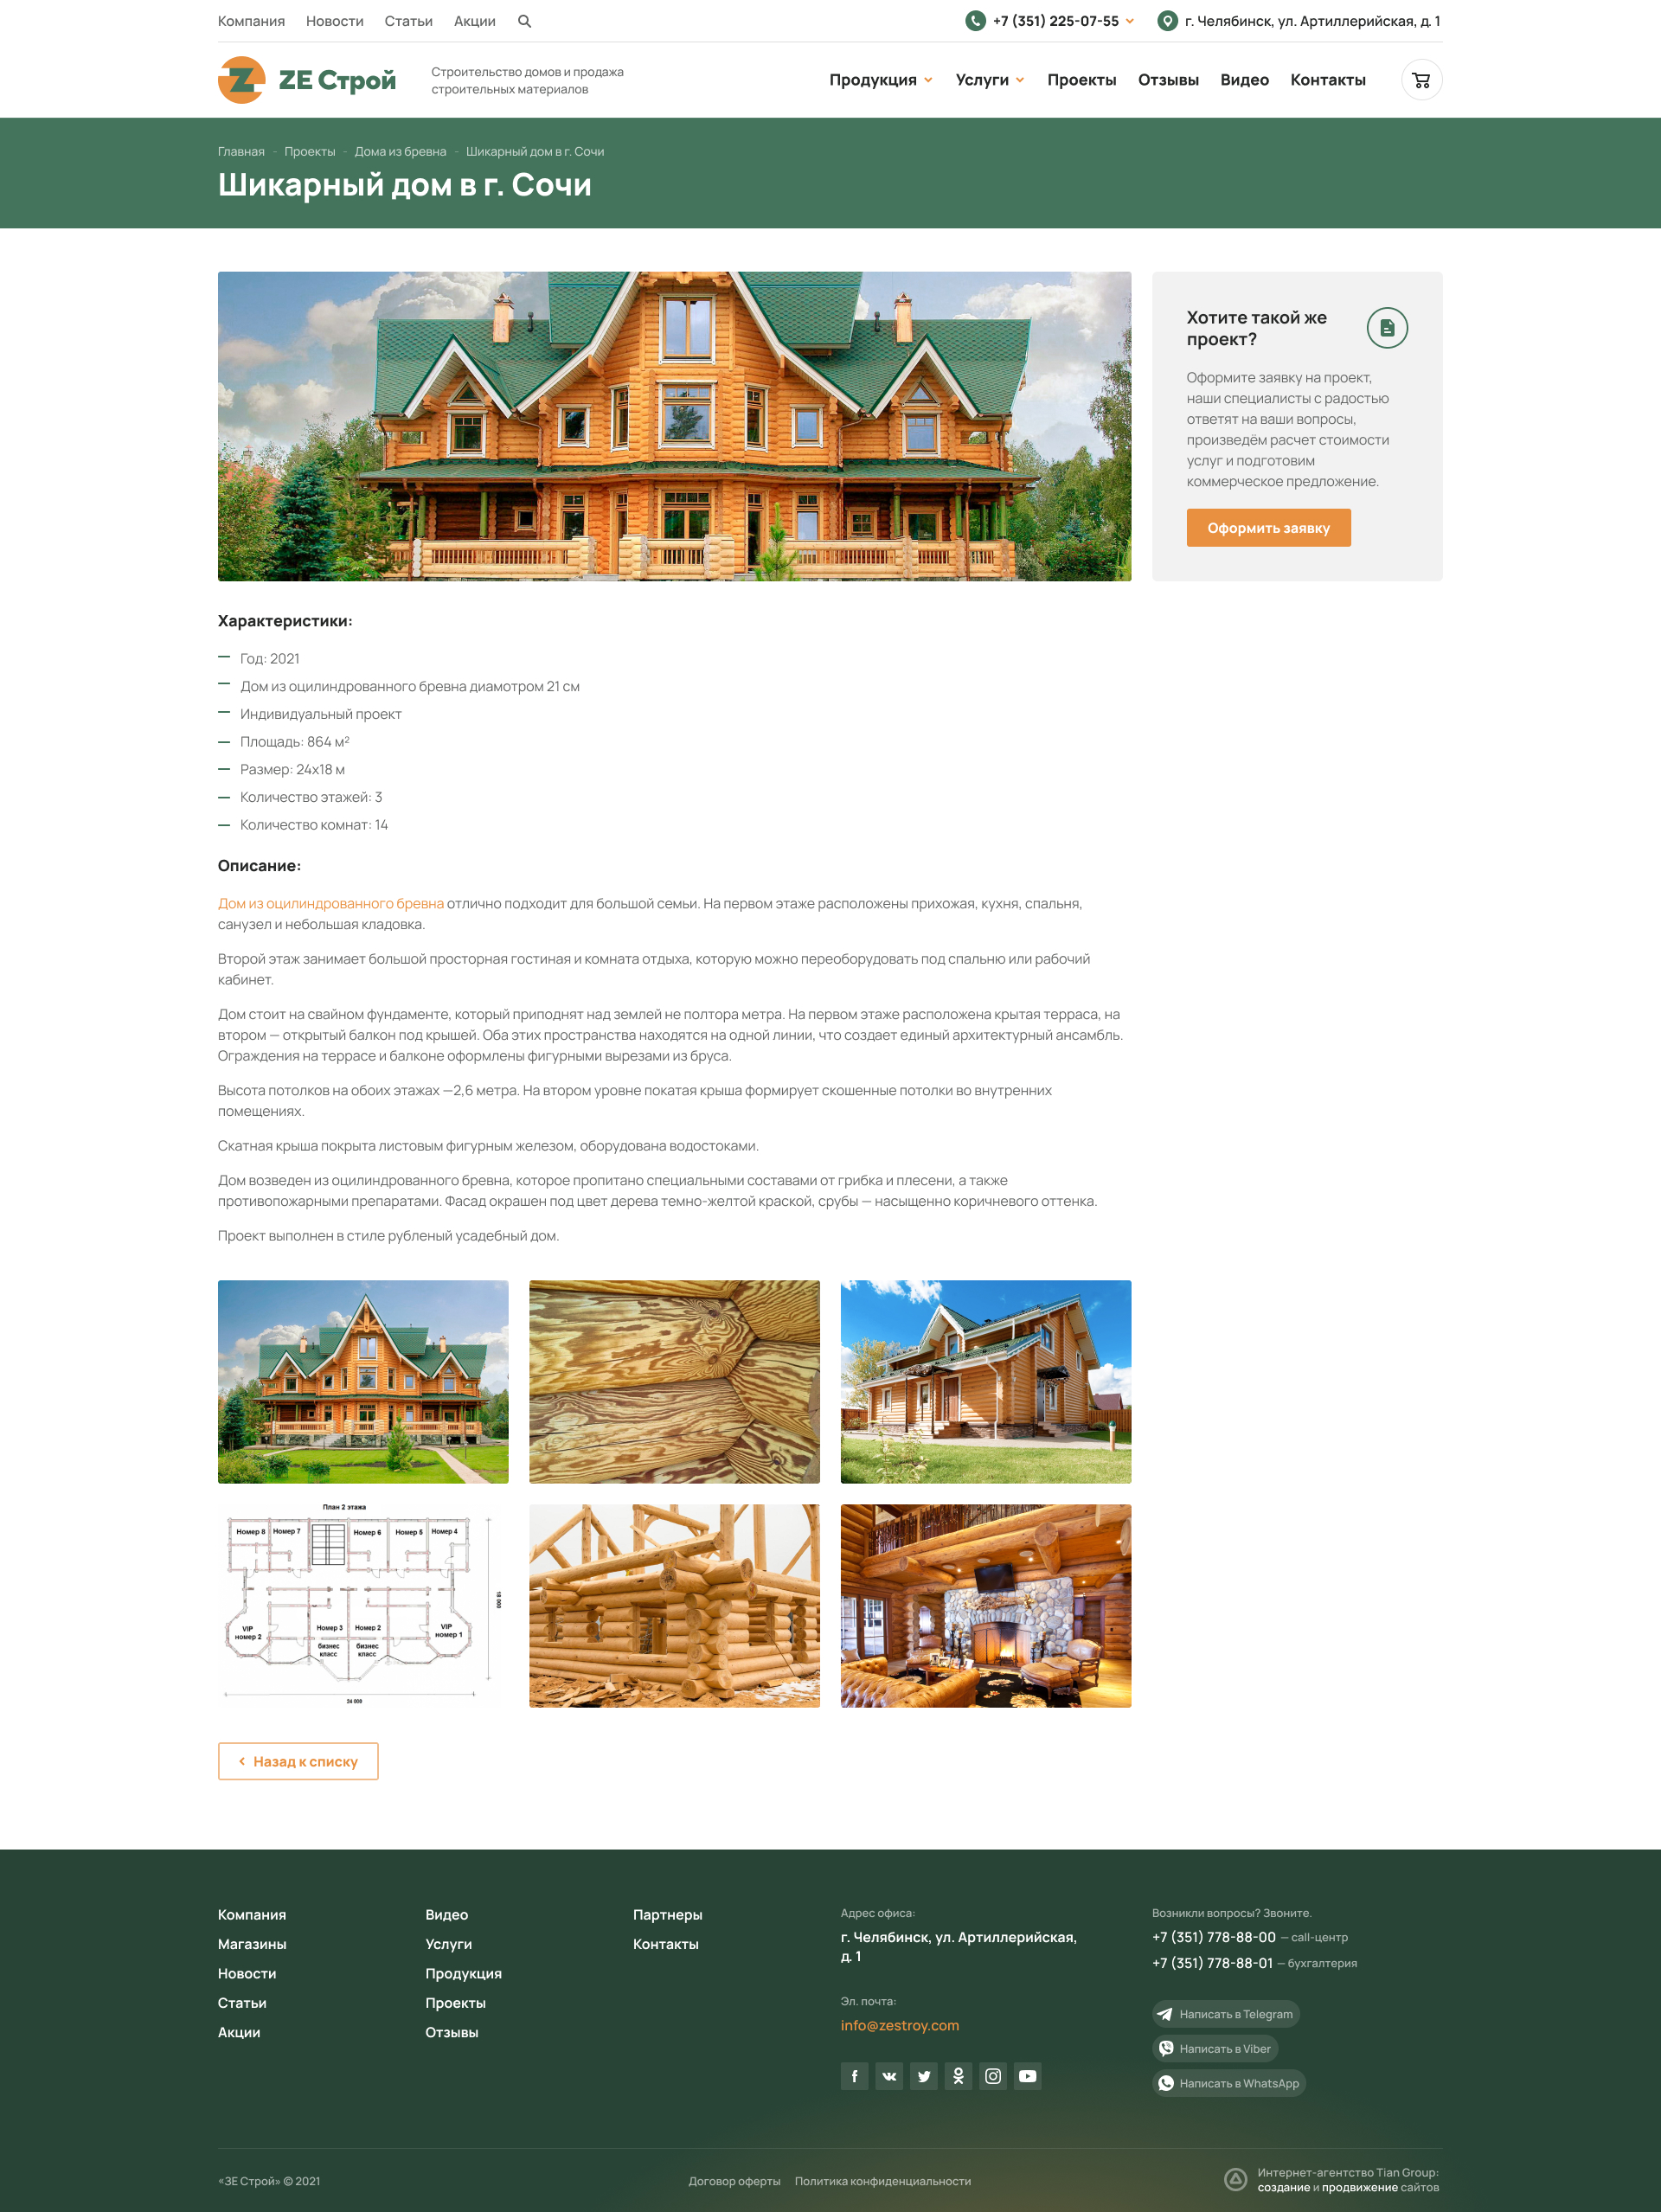 Компания Новости Статьи Акции
+7 (351) 225-07-55 г. Челябинск, ул. Артиллерийская, д. 1
ZE Строй
Строительство домов и продажа
строительных материалов
Продукция Услуги Проекты Отзывы Видео Контакты
Главная - Проекты - Дома из бревна - Шикарный дом в г. Сочи
Шикарный дом в г. Сочи
Хотите такой же
проект?
Оформите заявку на проект,
наши специалисты с радостью
ответят на ваши вопросы,
произведём расчет стоимости
услуг и подготовим
коммерческое предложение.
Оформить заявку
Характеристики:
Год: 2021
Дом из оцилиндрованного бревна диамотром 21 см
Индивидуальный проект
Площадь: 864 м²
Размер: 24х18 м
Количество этажей: 3
Количество комнат: 14
Описание:
Дом из оцилиндрованного бревна отлично подходит для большой семьи. На первом этаже расположены прихожая, кухня, спальня,
санузел и небольшая кладовка.
Второй этаж занимает большой просторная гостиная и комната отдыха, которую можно переоборудовать под спальню или рабочий
кабинет.
Дом стоит на свайном фундаменте, который приподнят над землей не полтора метра. На первом этаже расположена крытая терраса, на
втором — открытый балкон под крышей. Оба этих пространства находятся на одной линии, что создает единый архитектурный ансамбль.
Ограждения на террасе и балконе оформлены фигурными вырезами из бруса.
Высота потолков на обоих этажах —2,6 метра. На втором уровне покатая крыша формирует скошенные потолки во внутренних
помещениях.
Скатная крыша покрыта листовым фигурным железом, оборудована водостоками.
Дом возведен из оцилиндрованного бревна, которое пропитано специальными составами от грибка и плесени, а также
противопожарными препаратами. Фасад окрашен под цвет дерева темно-желтой краской, срубы — насыщенно коричневого оттенка.
Проект выполнен в стиле рубленый усадебный дом.
План 2 этажа
Номер 8 Номер 7 Номер 6 Номер 5 Номер 4
18 000
VIP
номер 2
Номер 3
бизнес
класс
Номер 2
бизнес
класс
VIP
номер 1
24 000
Назад к списку
Компания
Магазины
Новости
Статьи
Акции
Видео
Услуги
Продукция
Проекты
Отзывы
Партнеры
Контакты
Адрес офиса:
г. Челябинск, ул. Артиллерийская,
д. 1
Эл. почта:
info@zestroy.com
Возникли вопросы? Звоните.
+7 (351) 778-88-00 — call-центр
+7 (351) 778-88-01 — бухгалтерия
Написать в Telegram
Написать в Viber
Написать в WhatsApp
«ЗЕ Строй» © 2021
Договор оферты Политика конфиденциальности
Интернет-агентство Tian Group:
создание и продвижение сайтов